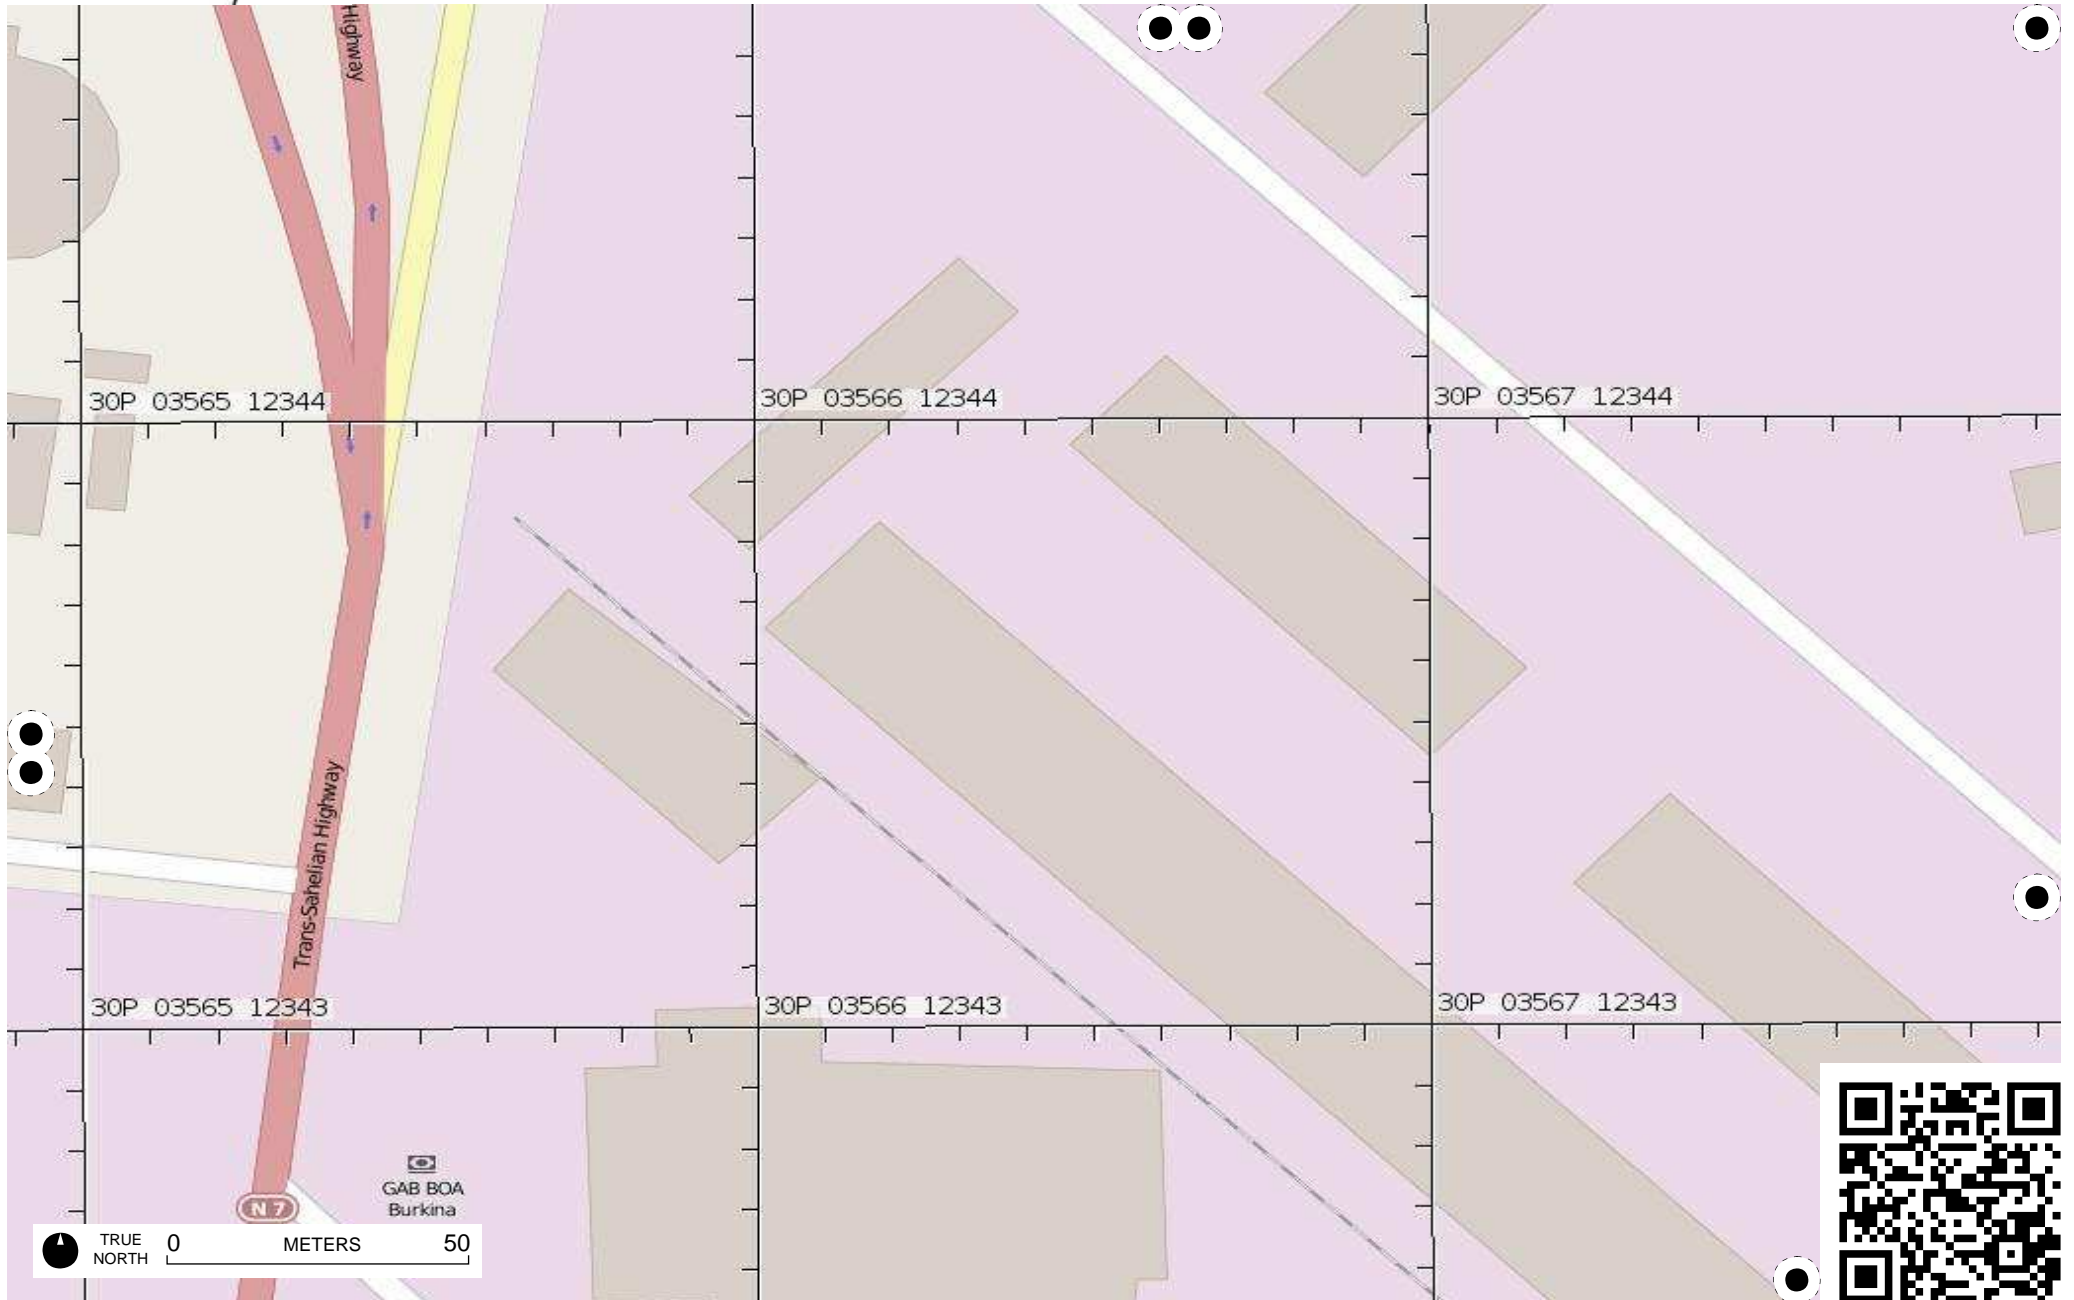 Highway
30P 03565 12344
30P 03566 12344
30P 03567 12344
Trans-Sahelian Highway
30P 03565 12343
30P 03566 12343
30P 03567 12343
GAB BOA
Burkina
N 7
TRUE
NORTH
0 METERS 50